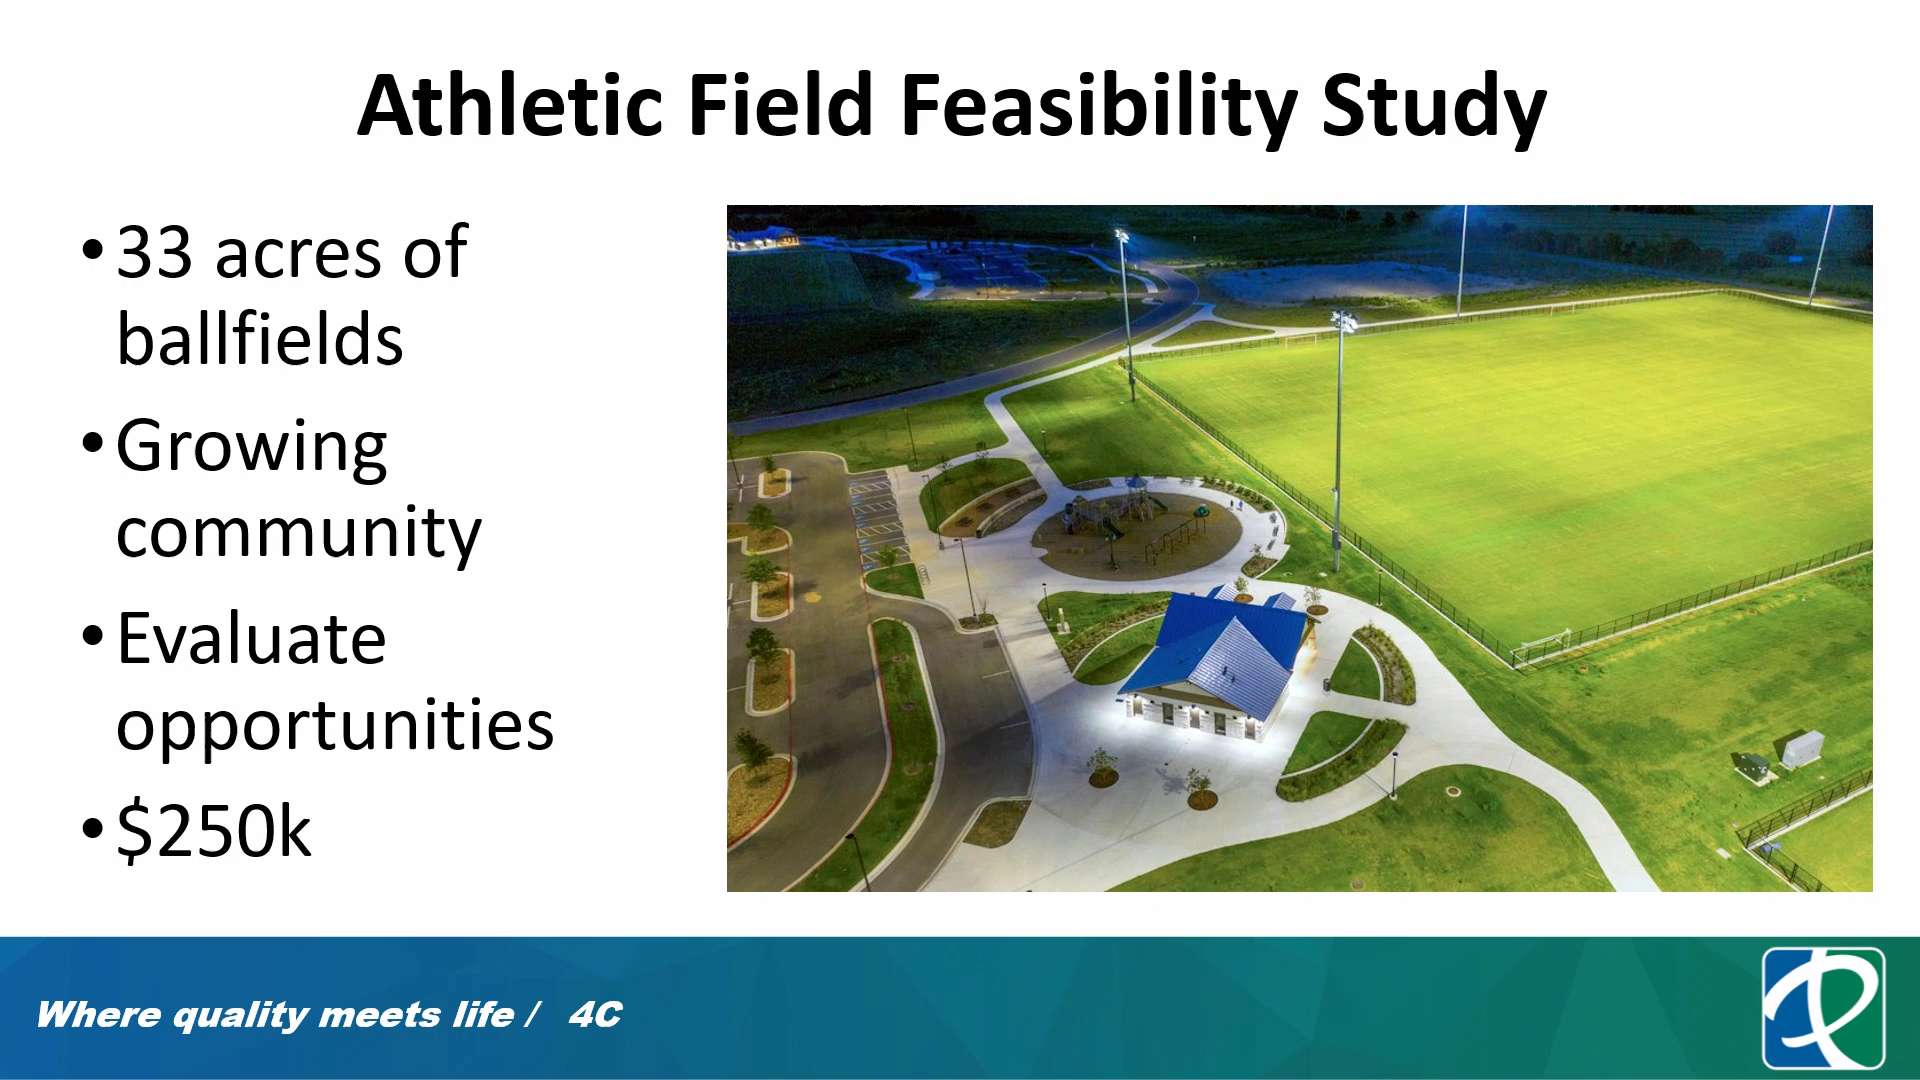 Athletic Field Feasibility Study
•33 acres of
ballfields
•Growing
community
•Evaluate
opportunities
•$250k
Where quality meets life / 4C